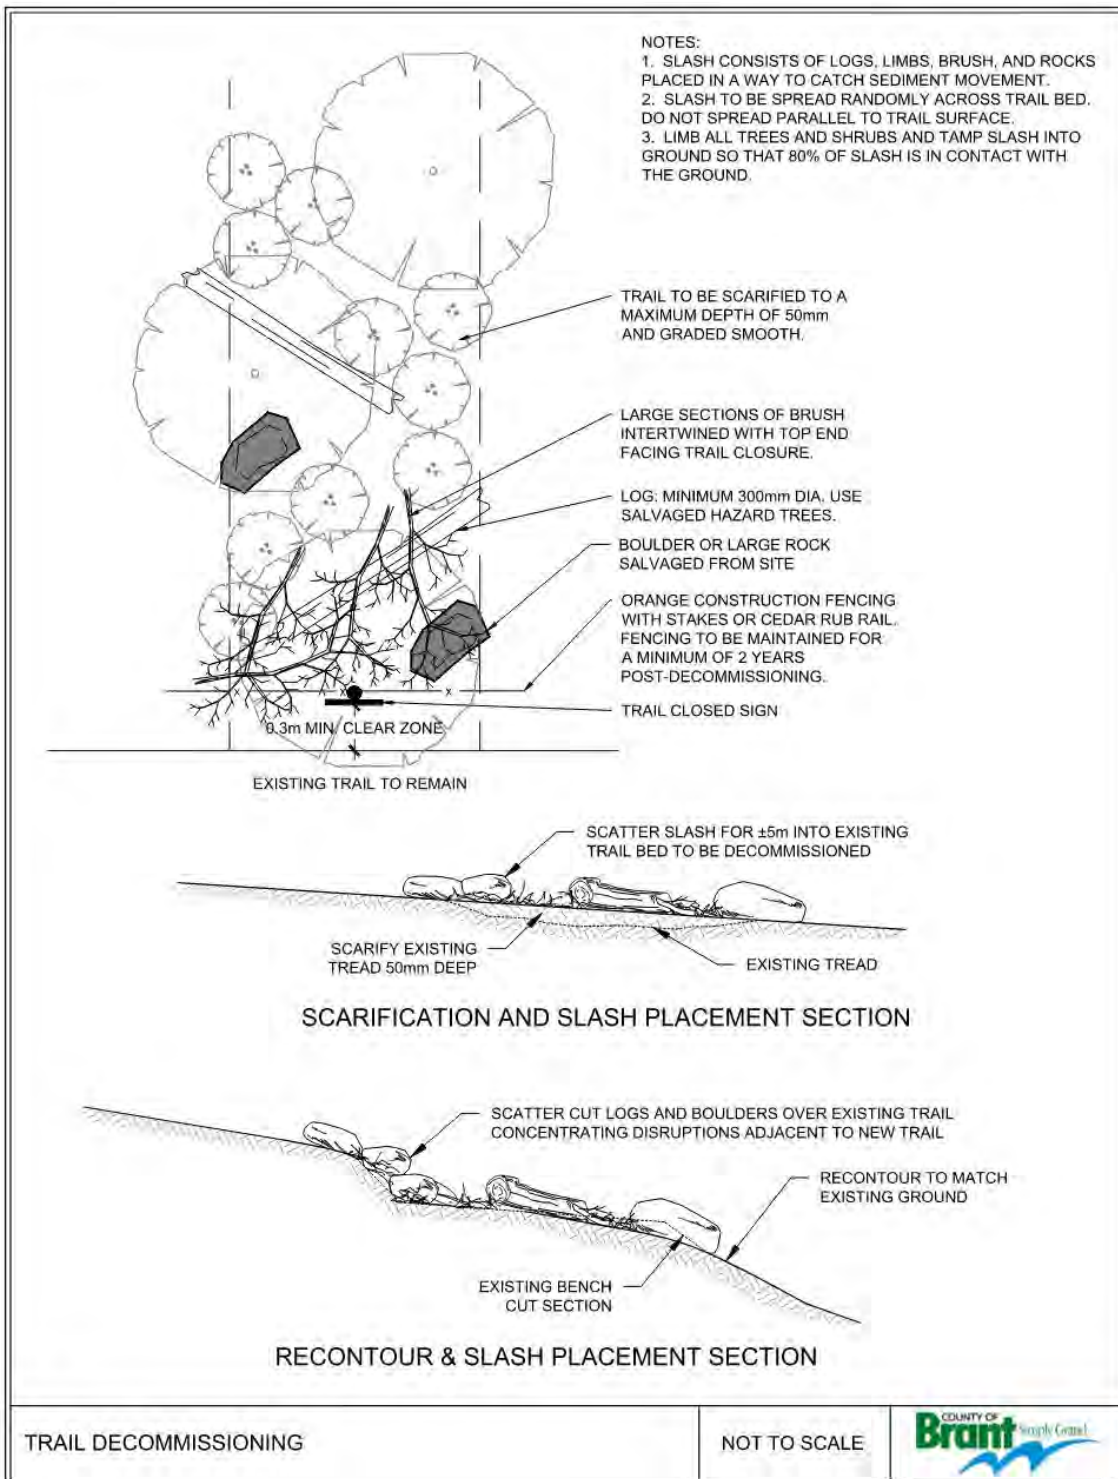 NOTES:
1. SLASH CONSISTS OF LOGS, LIMBS, BRUSH, AND ROCKS
PLACED IN A WAY TO CATCH SEDIMENT MOVEMENT.
2. SLASH TO BE SPREAD RANDOMLY ACROSS TRAIL BED.
DO NOT SPREAD PARALLEL TO TRAIL SURFACE.
3. LIMB ALL TREES AND SHRUBS AND TAMP SLASH INTO
GROUND SO THAT 80% OF SLASH IS IN CONTACT WITH
THE GROUND.
TRAIL TO BE SCARIFIED TO A
MAXIMUM DEPTH OF 50mm
AND GRADED SMOOTH.
LARGE SECTIONS OF BRUSH
INTERTWINED WITH TOP END
FACING TRAIL CLOSURE.
LOG: MINIMUM 300mm DIA. USE
SALVAGED HAZARD TREES.
BOULDER OR LARGE ROCK
SALVAGED FROM SITE
ORANGE CONSTRUCTION FENCING
WITH STAKES OR CEDAR RUB RAIL.
FENCING TO BE MAINTAINED FOR
A MINIMUM OF 2 YEARS
POST-DECOMMISSIONING.
TRAIL CLOSED SIGN
0.3m MIN. CLEAR ZONE
EXISTING TRAIL TO REMAIN
SCATTER SLASH FOR ±5m INTO EXISTING
TRAIL BED TO BE DECOMMISSIONED
SCARIFY EXISTING
TREAD 50mm DEEP
EXISTING TREAD
SCARIFICATION AND SLASH PLACEMENT SECTION
SCATTER CUT LOGS AND BOULDERS OVER EXISTING TRAIL
CONCENTRATING DISRUPTIONS ADJACENT TO NEW TRAIL
RECONTOUR TO MATCH
EXISTING GROUND
EXISTING BENCH
CUT SECTION
RECONTOUR & SLASH PLACEMENT SECTION
TRAIL DECOMMISSIONING
NOT TO SCALE
COUNTY OF
Brant Simply Grand